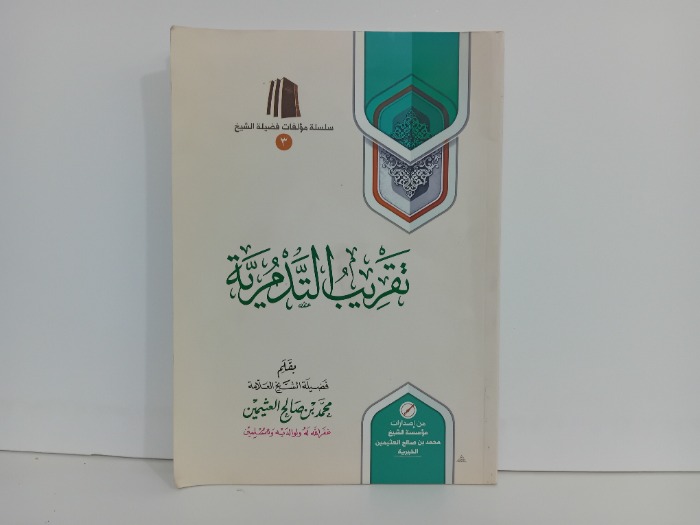 سلسلة مؤلفات فضيلة الشيخ
٣
تقريب التدمرية
بقلم
فضيلة الشيخ العلامة
محمد بن صالح العثيمين
غفر الله له ولوالديه وللمسلمين
من إصدارات
مؤسسة الشيخ
محمد بن صالح العثيمين
الخيرية